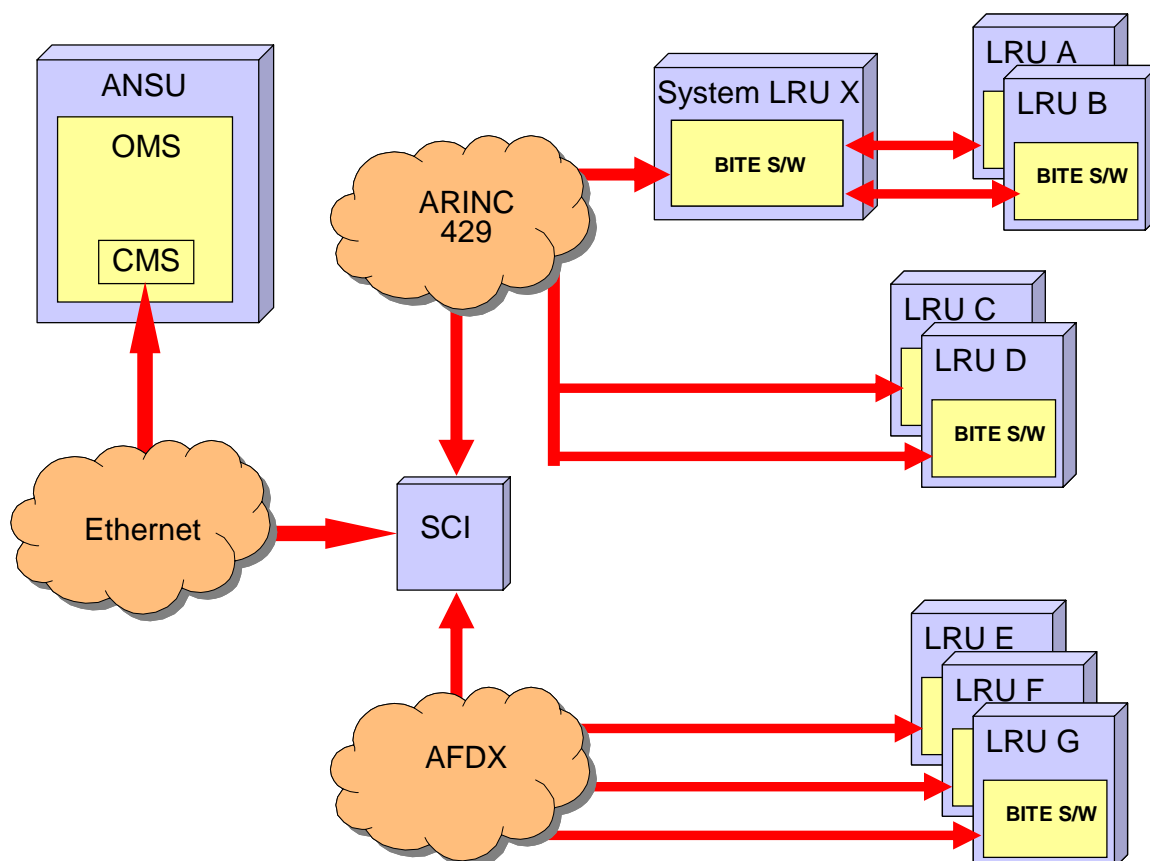 ANSU
OMS
CMS
ARINC
429
System LRU X
BITE S/W
LRU A
LRU B
BITE S/W
LRU C
LRU D
BITE S/W
Ethernet
SCI
AFDX
LRU E
LRU F
LRU G
BITE S/W